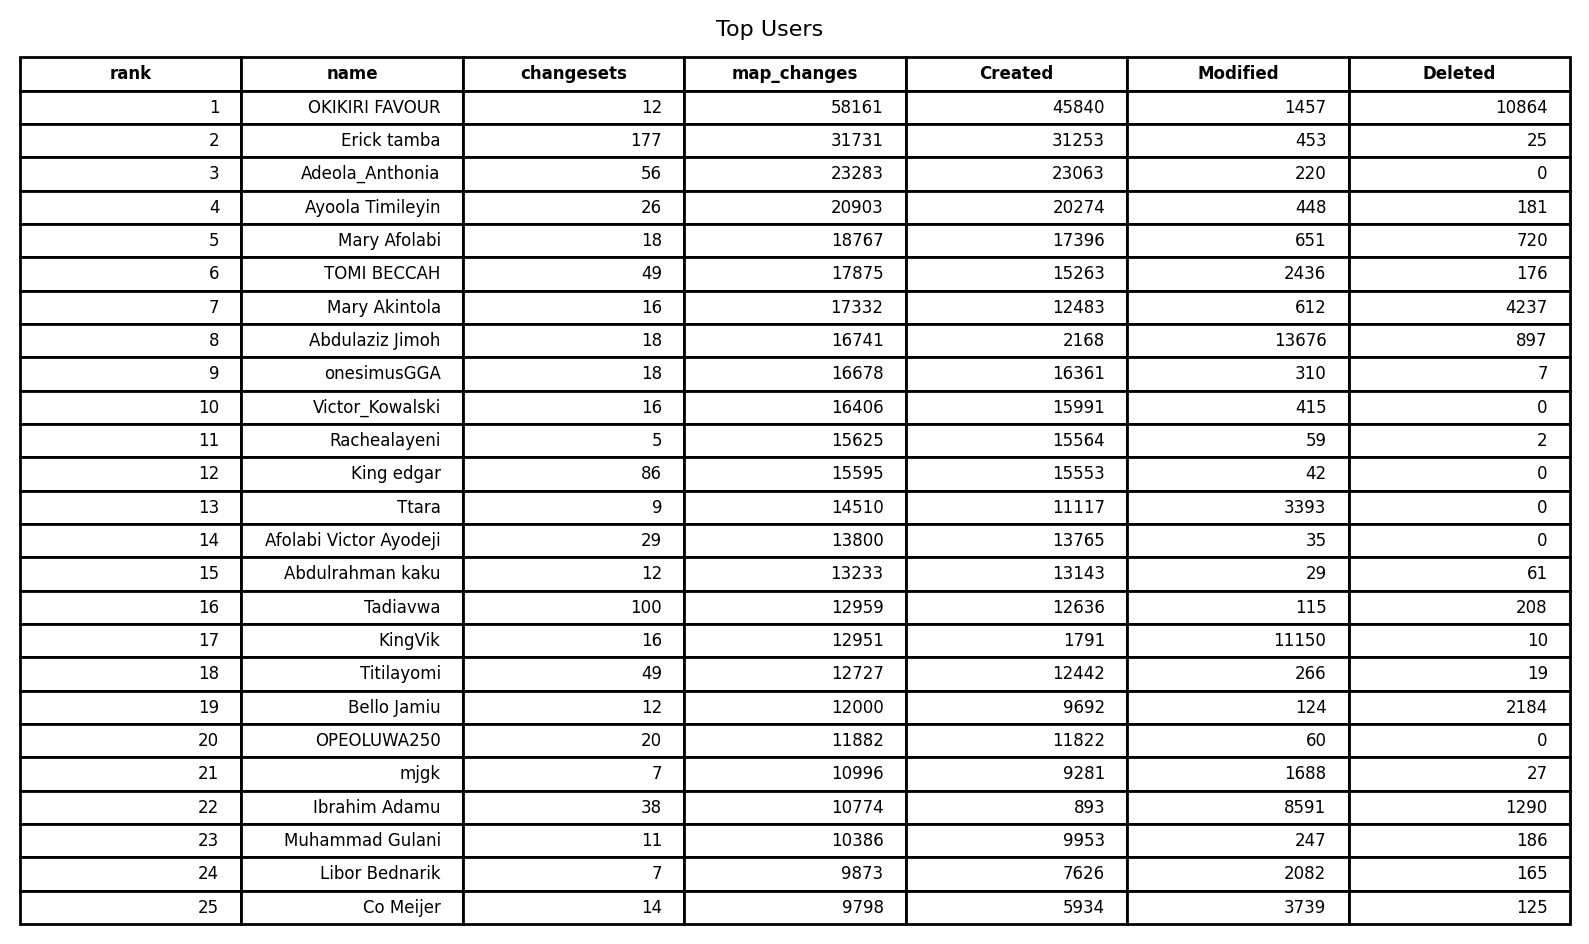 Top Users
rank name changesets map_changes Created Modified Deleted
1 OKIKIRI FAVOUR 12 58161 45840 1457 10864
2 Erick tamba 177 31731 31253 453 25
3 Adeola_Anthonia 56 23283 23063 220 0
4 Ayoola Timileyin 26 20903 20274 448 181
5 Mary Afolabi 18 18767 17396 651 720
6 TOMI BECCAH 49 17875 15263 2436 176
7 Mary Akintola 16 17332 12483 612 4237
8 Abdulaziz Jimoh 18 16741 2168 13676 897
9 onesimusGGA 18 16678 16361 310 7
10 Victor_Kowalski 16 16406 15991 415 0
11 Rachealayeni 5 15625 15564 59 2
12 King edgar 86 15595 15553 42 0
13 Ttara 9 14510 11117 3393 0
14 Afolabi Victor Ayodeji 29 13800 13765 35 0
15 Abdulrahman kaku 12 13233 13143 29 61
16 Tadiavwa 100 12959 12636 115 208
17 KingVik 16 12951 1791 11150 10
18 Titilayomi 49 12727 12442 266 19
19 Bello Jamiu 12 12000 9692 124 2184
20 OPEOLUWA250 20 11882 11822 60 0
21 mjgk 7 10996 9281 1688 27
22 Ibrahim Adamu 38 10774 893 8591 1290
23 Muhammad Gulani 11 10386 9953 247 186
24 Libor Bednarik 7 9873 7626 2082 165
25 Co Meijer 14 9798 5934 3739 125